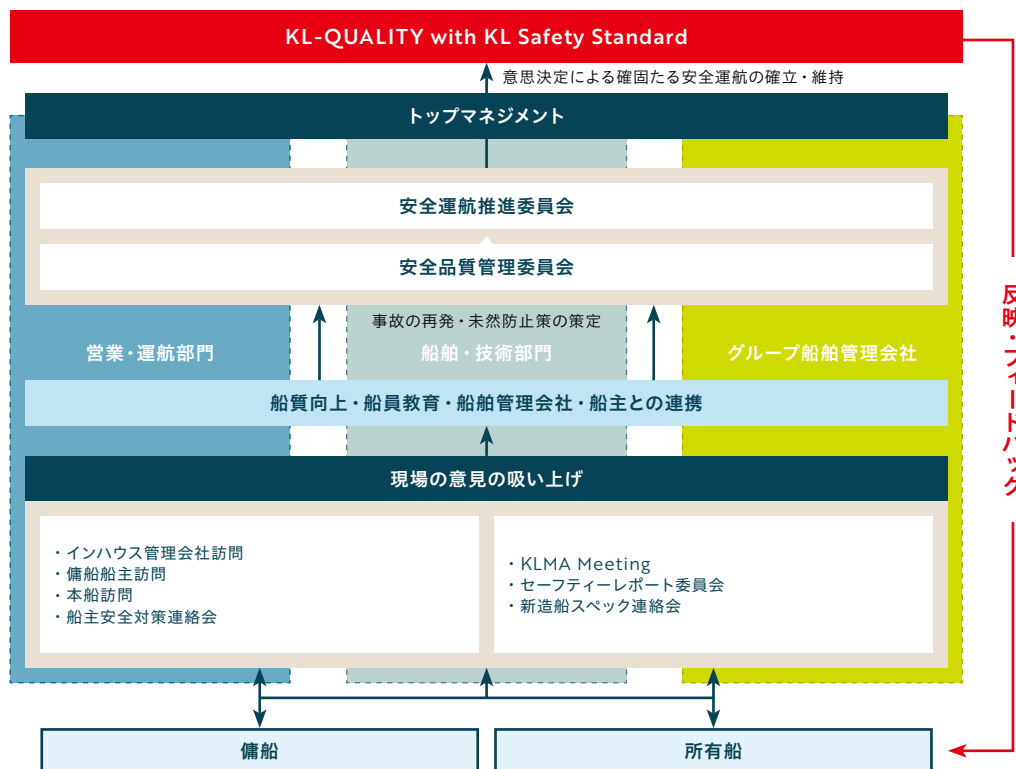 KL-QUALITY with KL Safety Standard
意思決定による確固たる安全運航の確立・維持
トップマネジメント
安全運航推進委員会
安全品質管理委員会
事故の再発・未然防止策の策定
営業・運航部門
船舶・技術部門
グループ船舶管理会社
船質向上・船員教育・船舶管理会社・船主との連携
現場の意見の吸い上げ
・インハウス管理会社訪問
・傭船船主訪問
・本船訪問
・船主安全対策連絡会
・KLMA Meeting
・セーフティーレポート委員会
・新造船スペック連絡会
傭船
所有船
反映・フィードバック